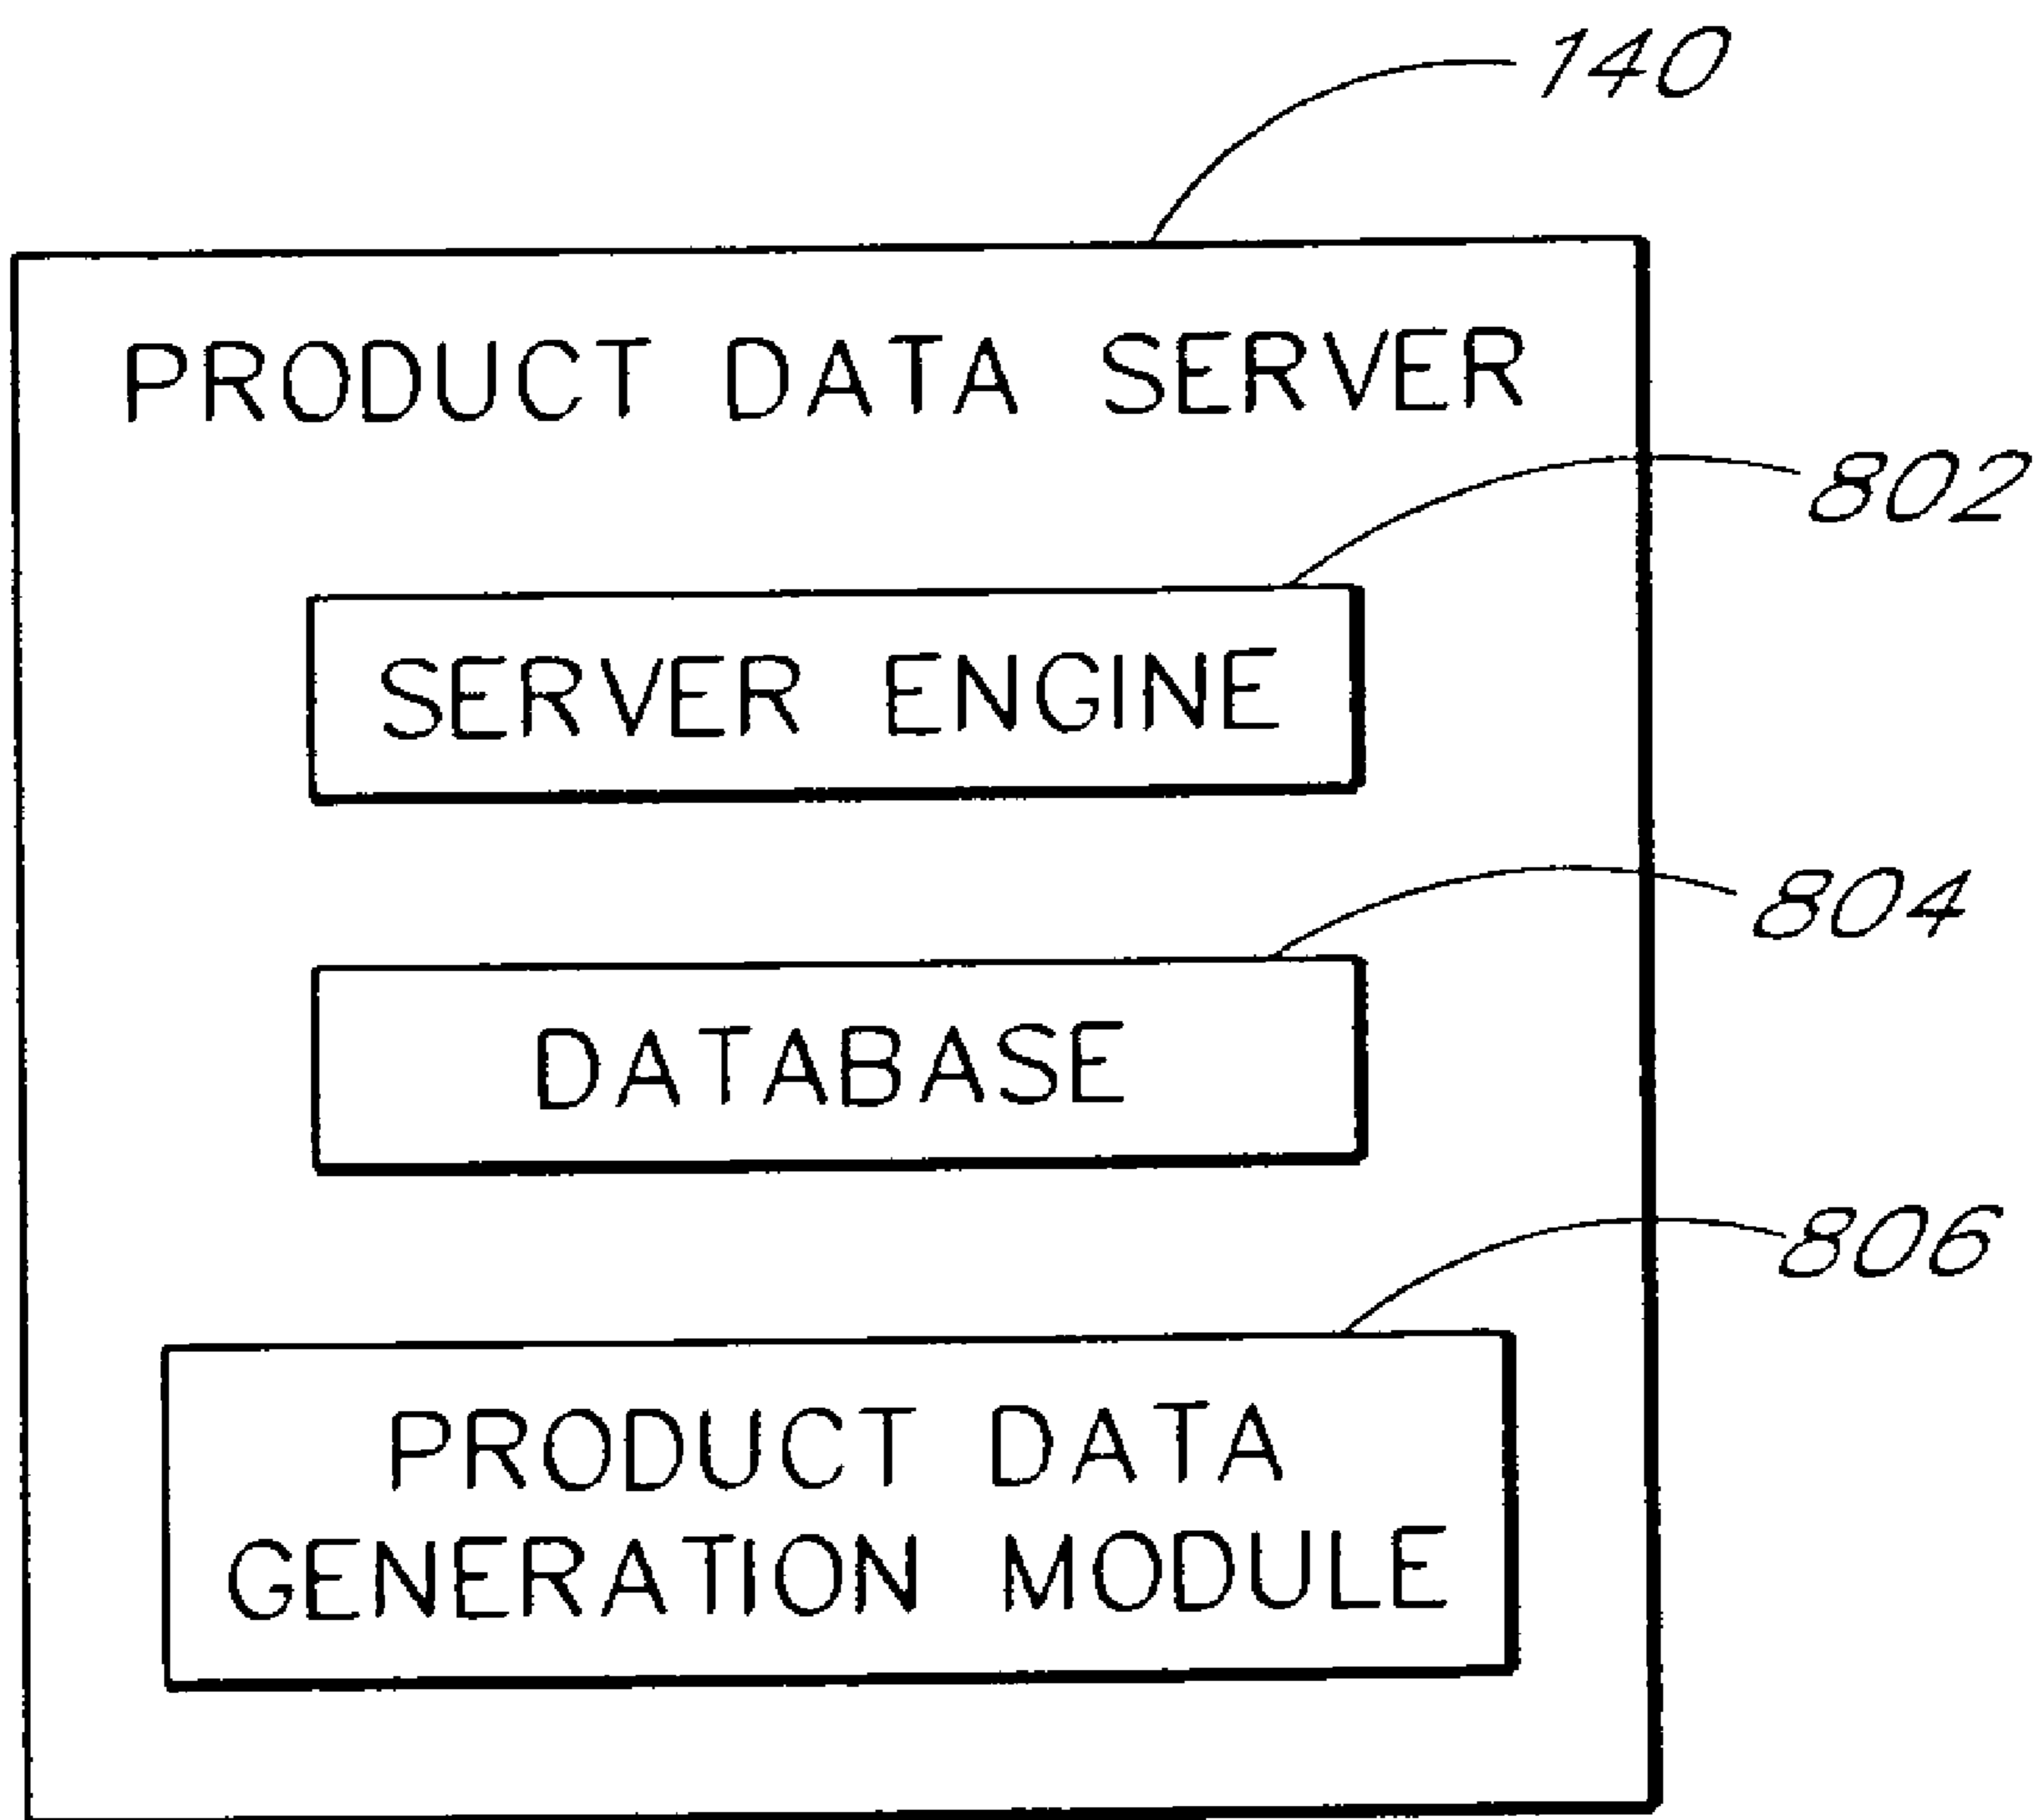 140
PRODUCT DATA SERVER
802
SERVER ENGINE
804
DATABASE
806
PRODUCT DATA
GENERATION MODULE